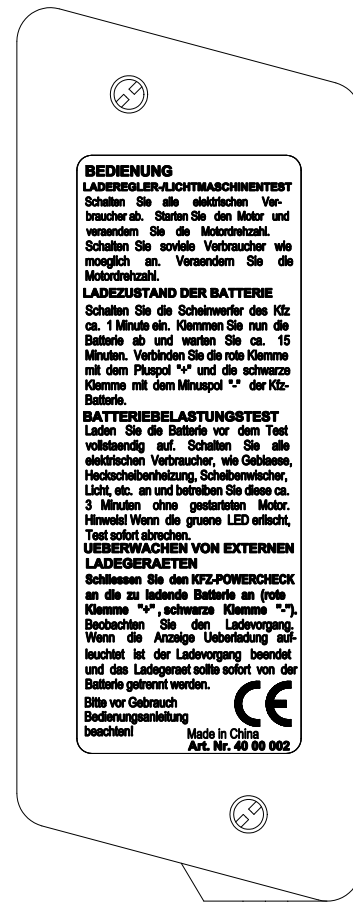 BEDIENUNG
LADEREGLER-/LICHTMASCHINENTEST
Schalten Sie alle elektrischen Ver-
braucher ab. Starten Sie den Motor und
veraendern Sie die Motordrehzahl.
Schalten Sie soviele Verbraucher wie
moeglich an. Veraendern Sie die
Motordrehzahl.
LADEZUSTAND DER BATTERIE
Schalten Sie die Scheinwerfer des Kfz
ca. 1 Minute ein. Klemmen Sie nun die
Batterie ab und warten Sie ca. 15
Minuten. Verbinden Sie die rote Klemme
mit dem Pluspol "+" und die schwarze
Klemme mit dem Minuspol "-" der Kfz-
Batterie.
BATTERIEBELASTUNGSTEST
Laden Sie die Batterie vor dem Test
vollstaendig auf. Schalten Sie alle
elektrischen Verbraucher, wie Geblaese,
Heckscheibenheizung, Scheibenwischer,
Licht, etc. an und betreiben Sie diese ca.
3 Minuten ohne gestarteten Motor.
Hinweis! Wenn die gruene LED erlischt,
Test sofort abrechen.
UEBERWACHEN VON EXTERNEN
LADEGERAETEN
Schliessen Sie den KFZ-POWERCHECK
an die zu ladende Batterie an (rote
Klemme "+", schwarze Klemme "-").
Beobachten Sie den Ladevorgang.
Wenn die Anzeige Ueberladung auf-
leuchtet ist der Ladevorgang beendet
und das Ladegeraet sollte sofort von der
Batterie getrennt werden.
Bitte vor Gebrauch
Bedienungsanleitung
beachten!
CE
Made in China
Art. Nr. 40 00 002